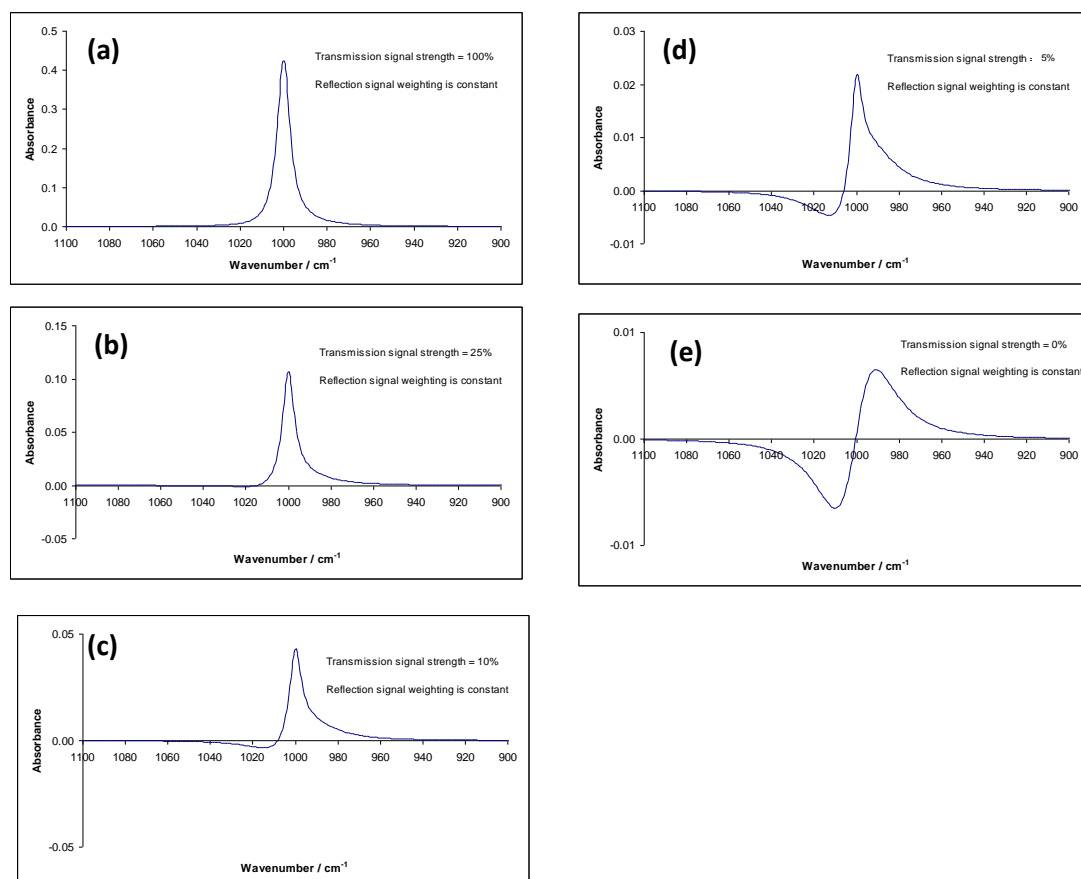 (a)
Transmission signal strength = 100%
Reflection signal weighting is constant
Absorbance
0.5
0.4
0.3
0.2
0.1
0.0
1100 1080 1060 1040 1020 1000 980 960 940 920 900
Wavenumber / cm⁻¹
(b)
Transmission signal strength = 25%
Reflection signal weighting is constant
Absorbance
0.15
0.10
0.05
0.00
-0.05
1100 1080 1060 1040 1020 1000 980 960 940 920 900
Wavenumber / cm⁻¹
(c)
Transmission signal strength = 10%
Reflection signal weighting is constant
Absorbance
0.05
0.00
-0.05
1100 1080 1060 1040 1020 1000 980 960 940 920 900
Wavenumber / cm⁻¹
(d)
Transmission signal strength : 5%
Reflection signal weighting is constant
Absorbance
0.03
0.02
0.01
0.00
-0.01
1100 1080 1060 1040 1020 1000 980 960 940 920 900
Wavenumber / cm⁻¹
(e)
Transmission signal strength = 0%
Reflection signal weighting is constant
Absorbance
0.01
0.00
-0.01
1100 1080 1060 1040 1020 1000 980 960 940 920 900
Wavenumber / cm⁻¹